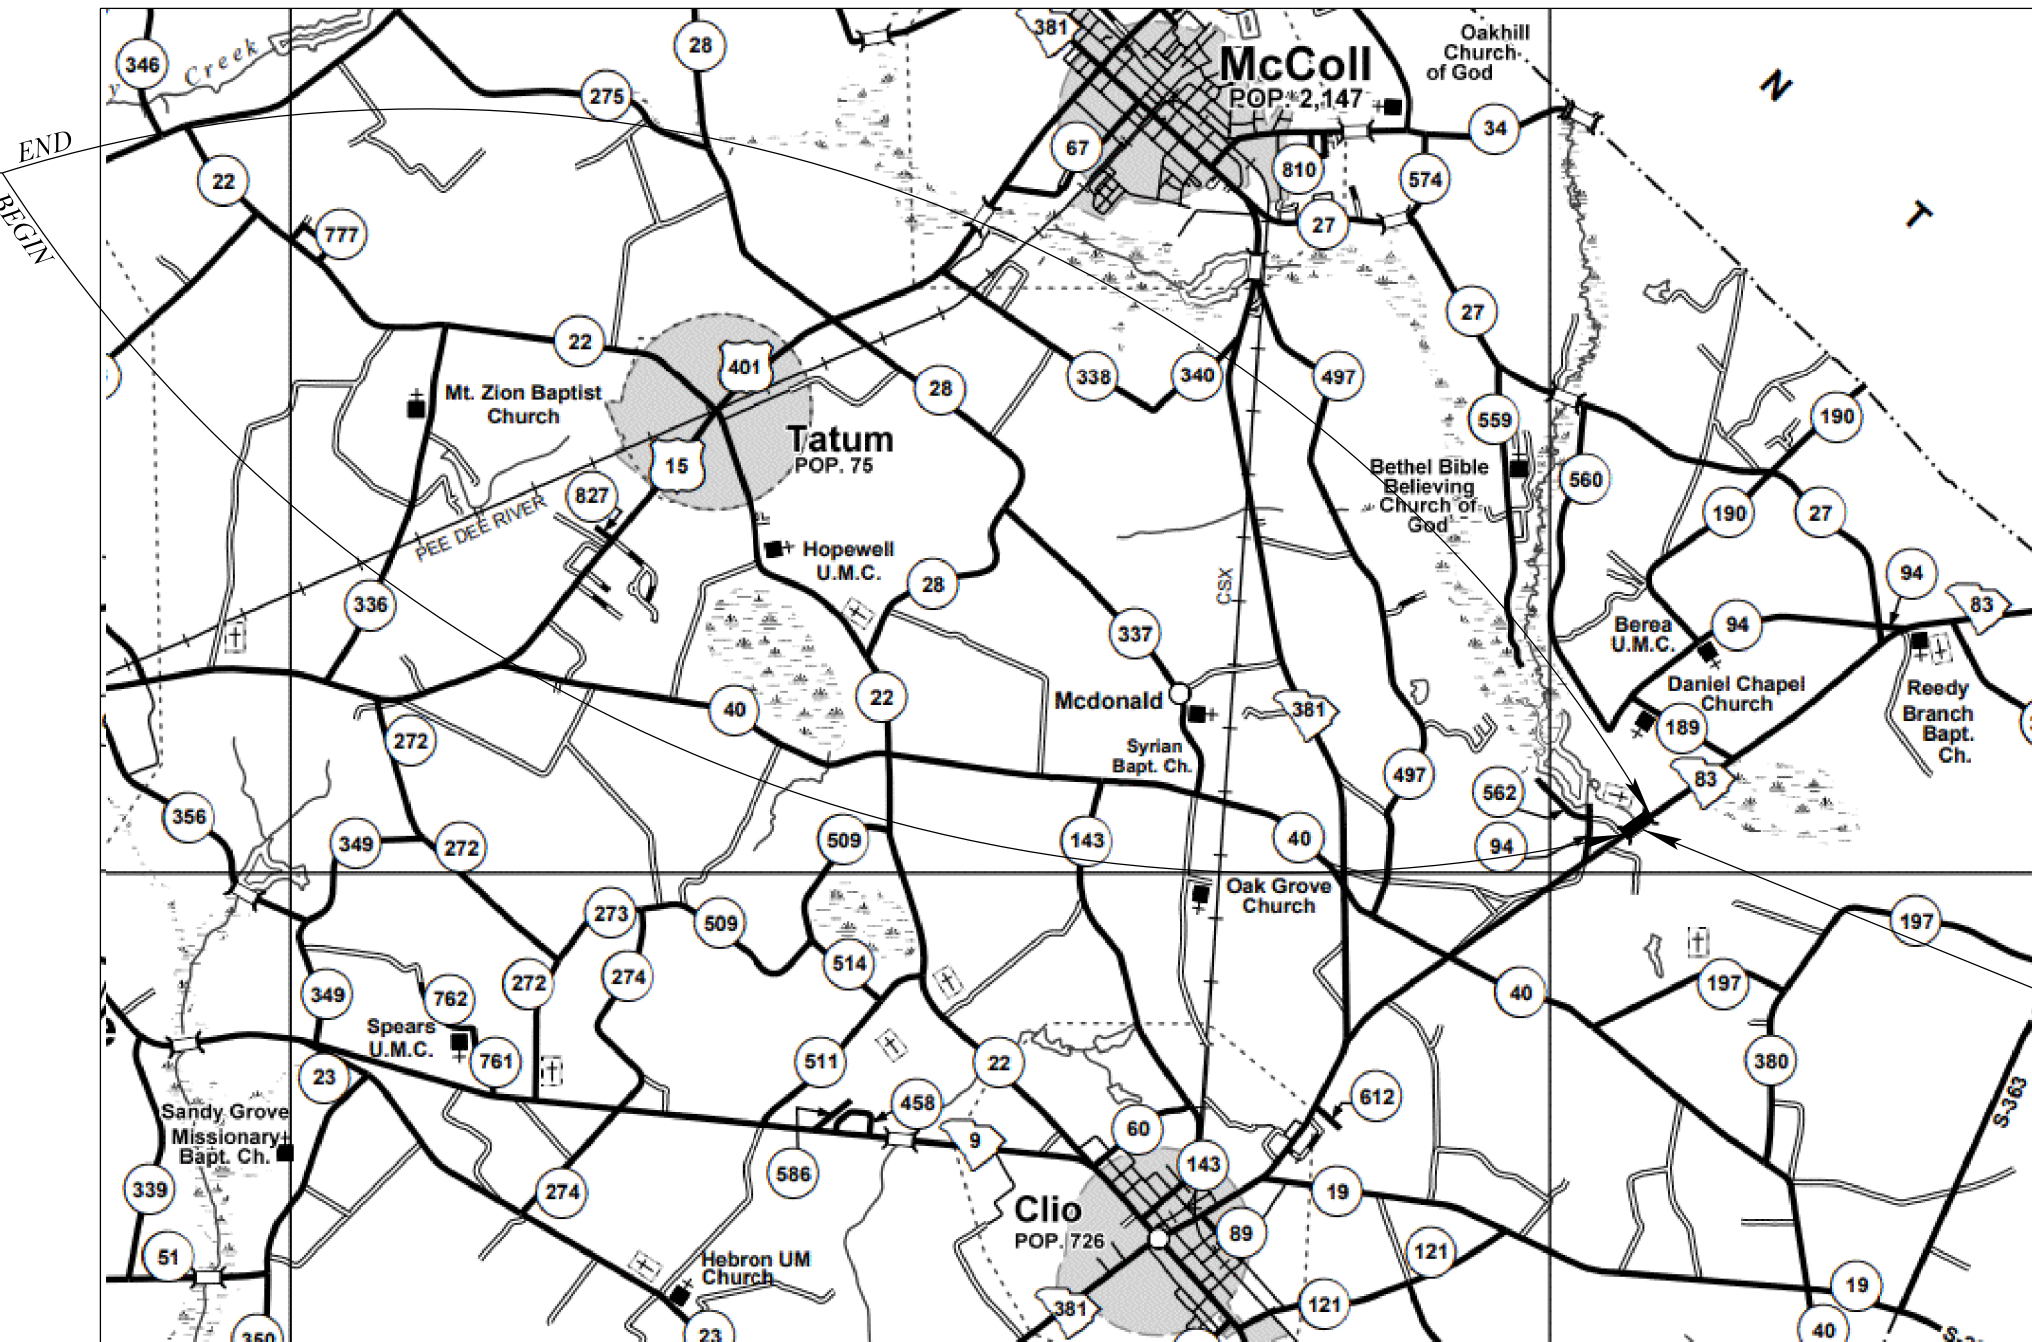 346
Creek
y
28
275
381
McColl
POP. 2,147
Oakhill
Church
of God
N
T
END
BEGIN
22
777
67
810
34
574
27
27
22
401
28
338
340
497
559
190
Mt. Zion Baptist
Church
Tatum
POP. 75
15
827
PEE DEE RIVER
Bethel Bible
Believing
Church of
God
560
190
27
Hopewell
U.M.C.
28
CSX
336
337
94
83
Berea
U.M.C.
94
Mcdonald
381
Daniel Chapel
Church
189
Reedy
Branch
Bapt.
Ch.
40
22
272
Syrian
Bapt. Ch.
497
83
562
356
349
272
509
143
40
94
Oak Grove
Church
273
509
197
514
274
272
349
762
197
40
Spears
U.M.C.
761
511
22
380
23
458
612
S-363
Sandy Grove
Missionary
Bapt. Ch.
586
9
60
143
339
274
19
Clio
POP. 726
89
121
51
Hebron UM
Church
381
121
19
350
23
40